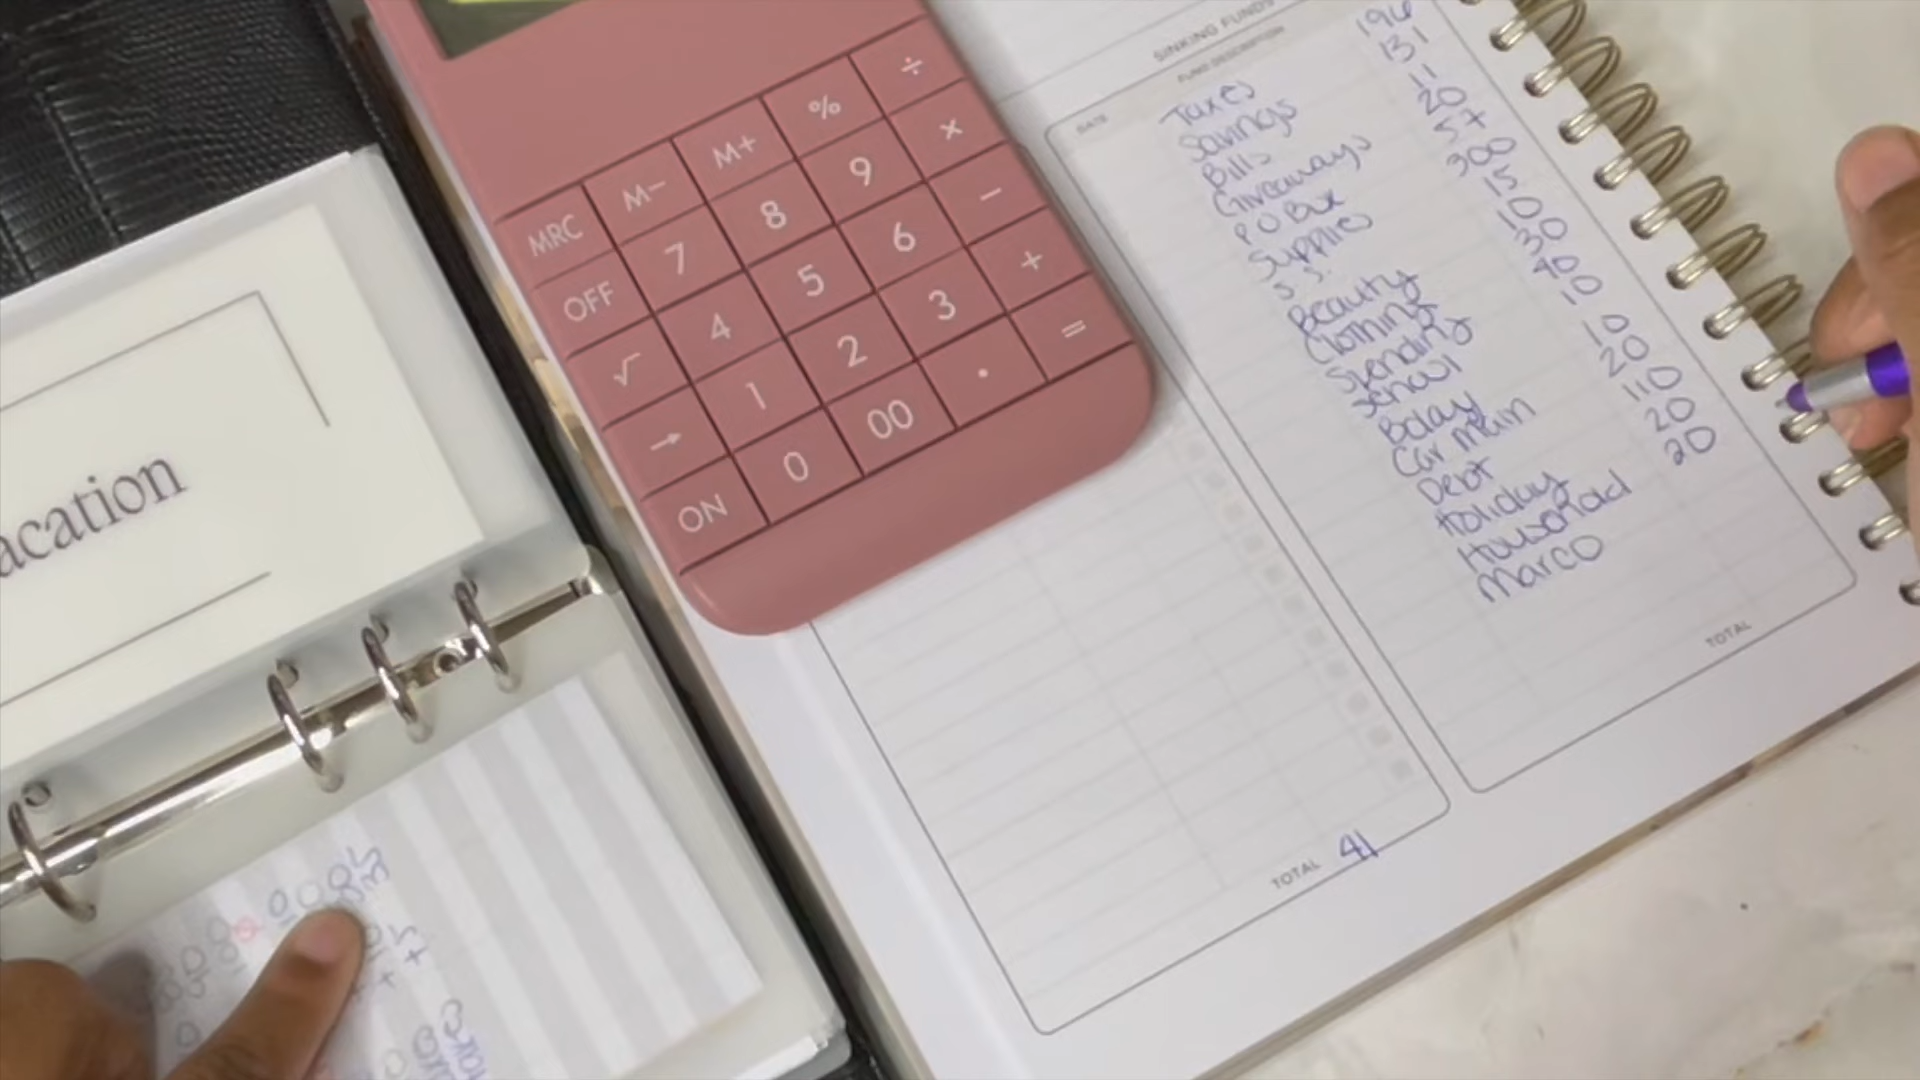 acation
÷
%
×
M+
9
−
M−
8
6
+
MRC
7
5
3
=
OFF
4
2
.
√
1
00
→
0
ON
SINKING FUNDS
FUND DESCRIPTION
DATE
Taxes 196
Savings 131
Bills 11
Giveaways 20
PO Box 57
Supplies 300
S.S. 15
Beauty 100
Clothing 30
Spending 40
School 10
Bday 10
Car main 20
Debt 110
Holiday 20
Household 20
Marco
TOTAL
TOTAL 41